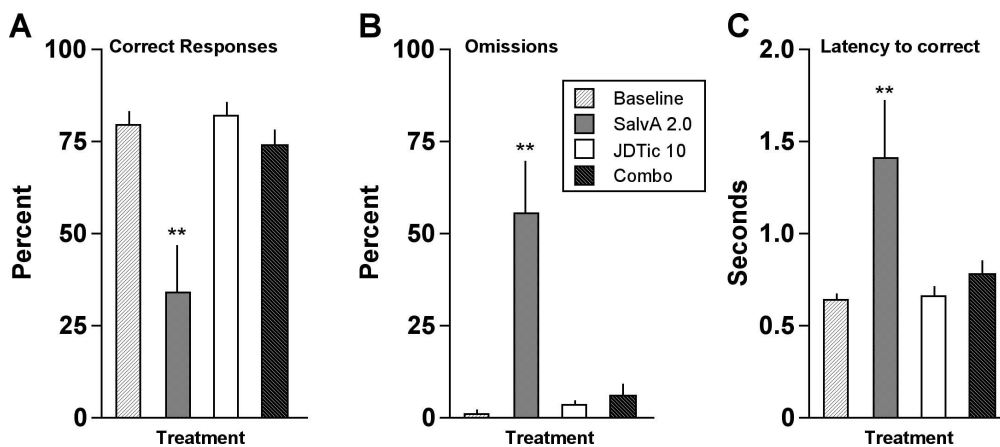 A
Correct Responses
100
75
50
25
0
Percent
**
Treatment
B
Omissions
100
75
50
25
0
Percent
**
Baseline
SalvA 2.0
JDTic 10
Combo
Treatment
C
Latency to correct
2.0
1.5
1.0
0.5
0
Seconds
**
Treatment